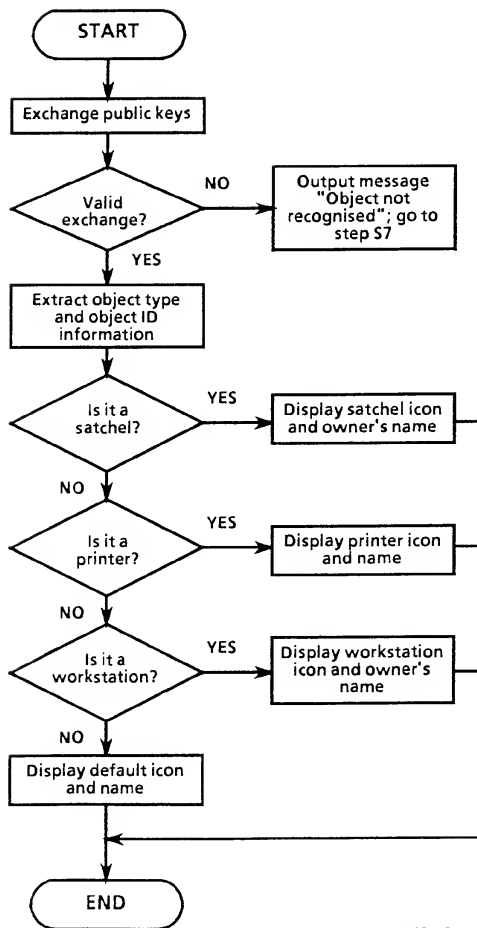 START
Exchange public keys
Valid
exchange?
NO
Output message
"Object not
recognised"; go to
step S7
YES
Extract object type
and object ID
information
Is it a
satchel?
YES
Display satchel icon
and owner's name
NO
Is it a
printer?
YES
Display printer icon
and name
NO
Is it a
workstation?
YES
Display workstation
icon and owner's
name
NO
Display default icon
and name
END